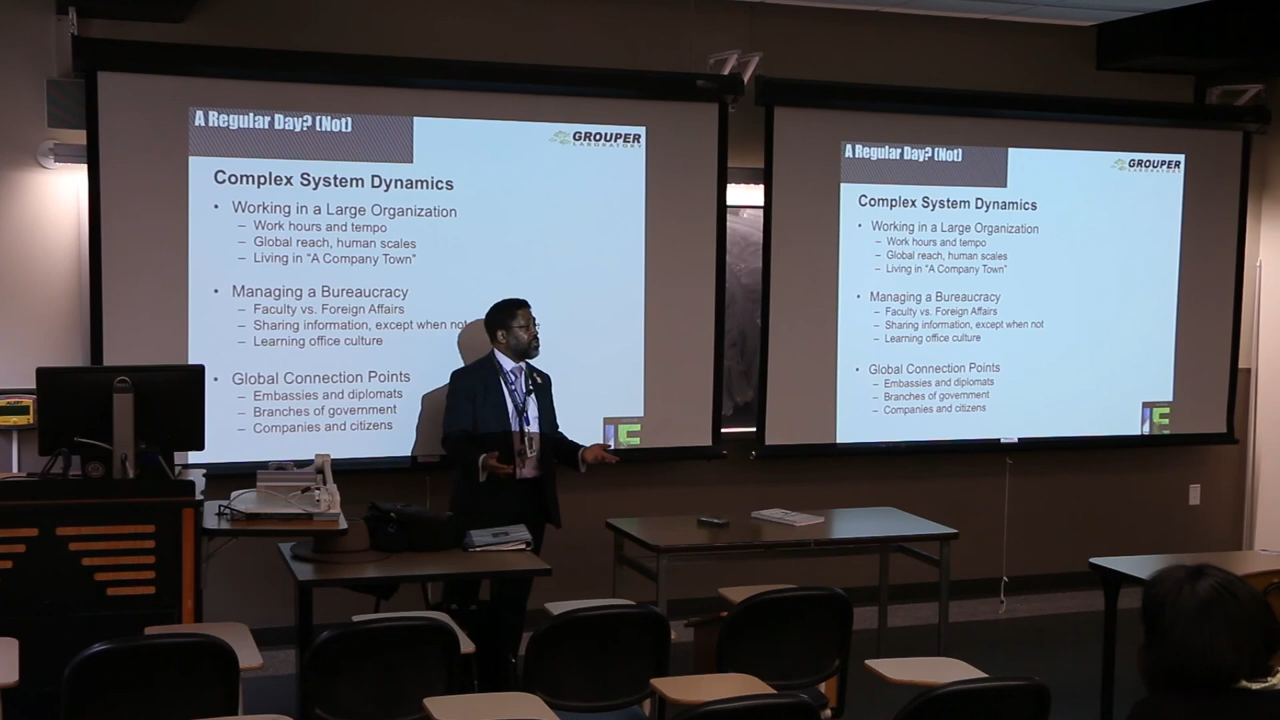 A Regular Day? (Not)
GROUPER
LABORATORY
Complex System Dynamics
• Working in a Large Organization
– Work hours and tempo
– Global reach, human scales
– Living in “A Company Town”
• Managing a Bureaucracy
– Faculty vs. Foreign Affairs
– Sharing information, except when not
– Learning office culture
• Global Connection Points
– Embassies and diplomats
– Branches of government
– Companies and citizens
E
A Regular Day? (Not)
GROUPER
LABORATORY
Complex System Dynamics
• Working in a Large Organization
– Work hours and tempo
– Global reach, human scales
– Living in “A Company Town”
• Managing a Bureaucracy
– Faculty vs. Foreign Affairs
– Sharing information, except when not
– Learning office culture
• Global Connection Points
– Embassies and diplomats
– Branches of government
– Companies and citizens
E
ALERT